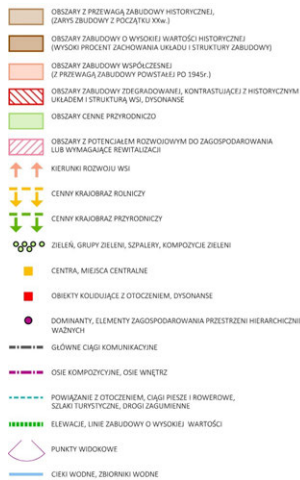 OBSZARY Z PRZEWAGĄ ZABUDOWY HISTORYCZNEJ,
(ZARYS ZBUDOWY Z POCZĄTKU XXw.)
OBSZARY ZABUDOWY O WYSOKIEJ WARTOŚCI HISTORYCZNEJ
(WYSOKI PROCENT ZACHOWANIA UKŁADU I STRUKTURY ZABUDOWY)
OBSZARY ZABUDOWY WSPÓŁCZESNEJ
(Z PRZEWAGĄ ZABUDOWY POWSTAŁEJ PO 1945r.)
OBSZARY ZABUDOWY ZDEGRADOWANEJ, KONTRASTUJĄCEJ Z HISTORYCZNYM
UKŁADEM I STRUKTURĄ WSI, DYSONANSE
OBSZARY CENNE PRZYRODNICZO
OBSZARY Z POTENCJAŁEM ROZWOJOWYM DO ZAGOSPODAROWANIA
LUB WYMAGAJĄCE REWITALIZACJI
KIERUNKI ROZWOJU WSI
CENNY KRAJOBRAZ ROLNICZY
CENNY KRAJOBRAZ PRZYRODNICZY
ZIELEŃ, GRUPY ZIELENI, SZPALERY, KOMPOZYCJE ZIELENI
CENTRA, MIEJSCA CENTRALNE
OBIEKTY KOLIDUJĄCE Z OTOCZENIEM, DYSONANSE
DOMINANTY, ELEMENTY ZAGOSPODAROWANIA PRZESTRZENI HIERARCHICZNI
WAŻNYCH
GŁÓWNE CIĄGI KOMUNIKACYJNE
OSIE KOMPOZYCYJNE, OSIE WNĘTRZ
POWIĄZANIE Z OTOCZENIEM, CIĄGI PIESZE I ROWEROWE,
SZLAKI TURYSTYCZNE, DROGI ZAGUMIENNE
ELEWACJE, LINIE ZABUDOWY O WYSOKIEJ WARTOŚCI
PUNKTY WIDOKOWE
CIEKI WODNE, ZBIORNIKI WODNE